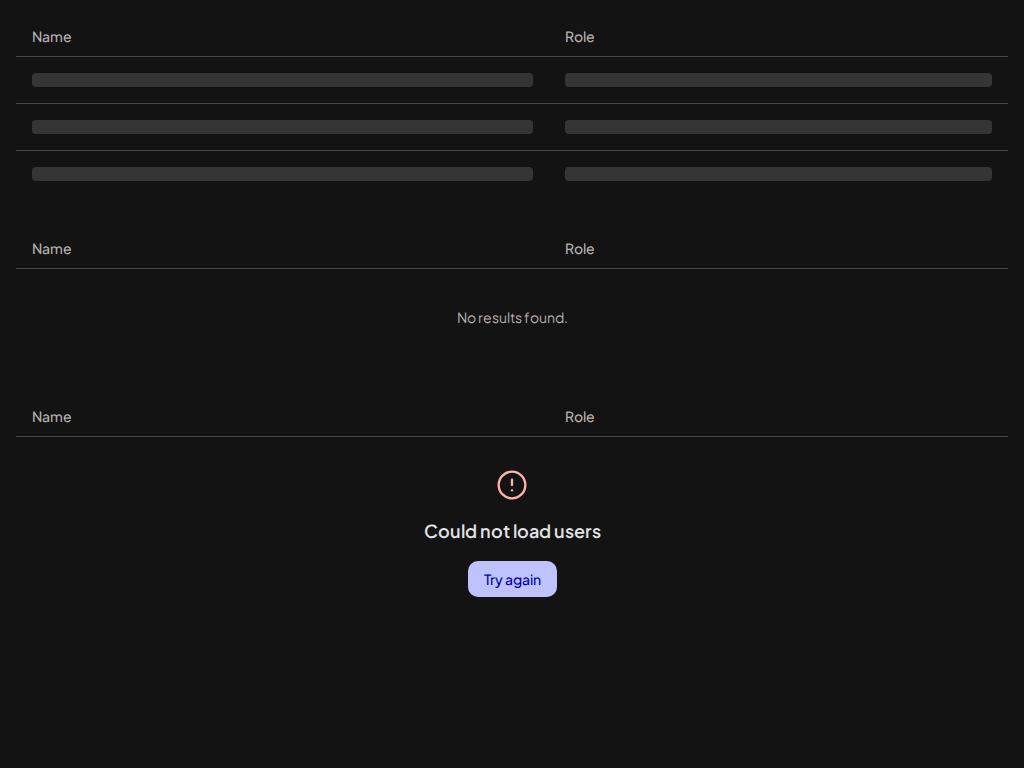 Name Role
Name Role
No results found.
Name Role
Could not load users
Try again